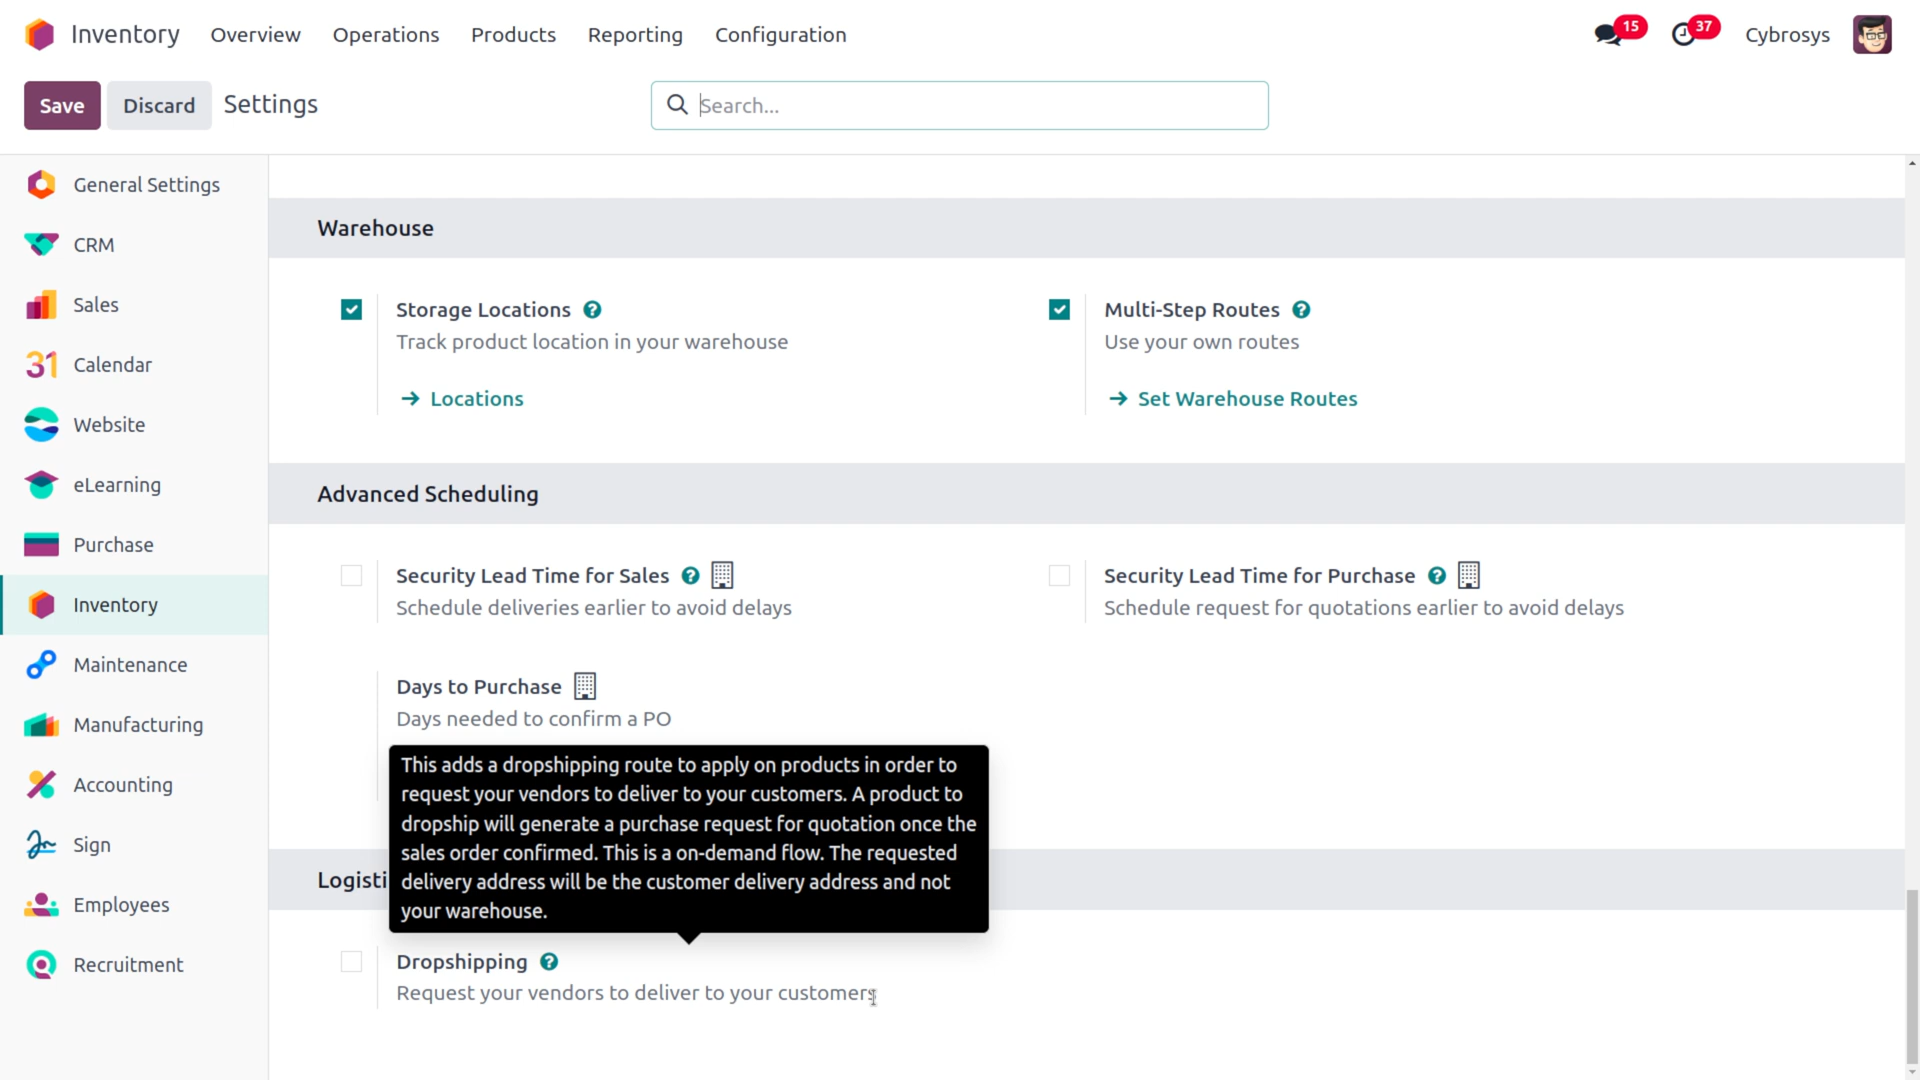 Inventory Overview Operations Products Reporting Configuration 15 37 Cybrosys
Save Discard Settings Search...
General Settings
CRM
Sales
31 Calendar
Website
eLearning
Purchase
Inventory
Maintenance
Manufacturing
Accounting
Sign
Employees
Recruitment
Warehouse
Storage Locations ?
Track product location in your warehouse
→ Locations
Multi-Step Routes ?
Use your own routes
→ Set Warehouse Routes
Advanced Scheduling
Security Lead Time for Sales ?
Schedule deliveries earlier to avoid delays
Security Lead Time for Purchase ?
Schedule request for quotations earlier to avoid delays
Days to Purchase
Days needed to confirm a PO
This adds a dropshipping route to apply on products in order to
request your vendors to deliver to your customers. A product to
dropship will generate a purchase request for quotation once the
sales order confirmed. This is a on-demand flow. The requested
delivery address will be the customer delivery address and not
your warehouse.
Logisti
Dropshipping ?
Request your vendors to deliver to your customers